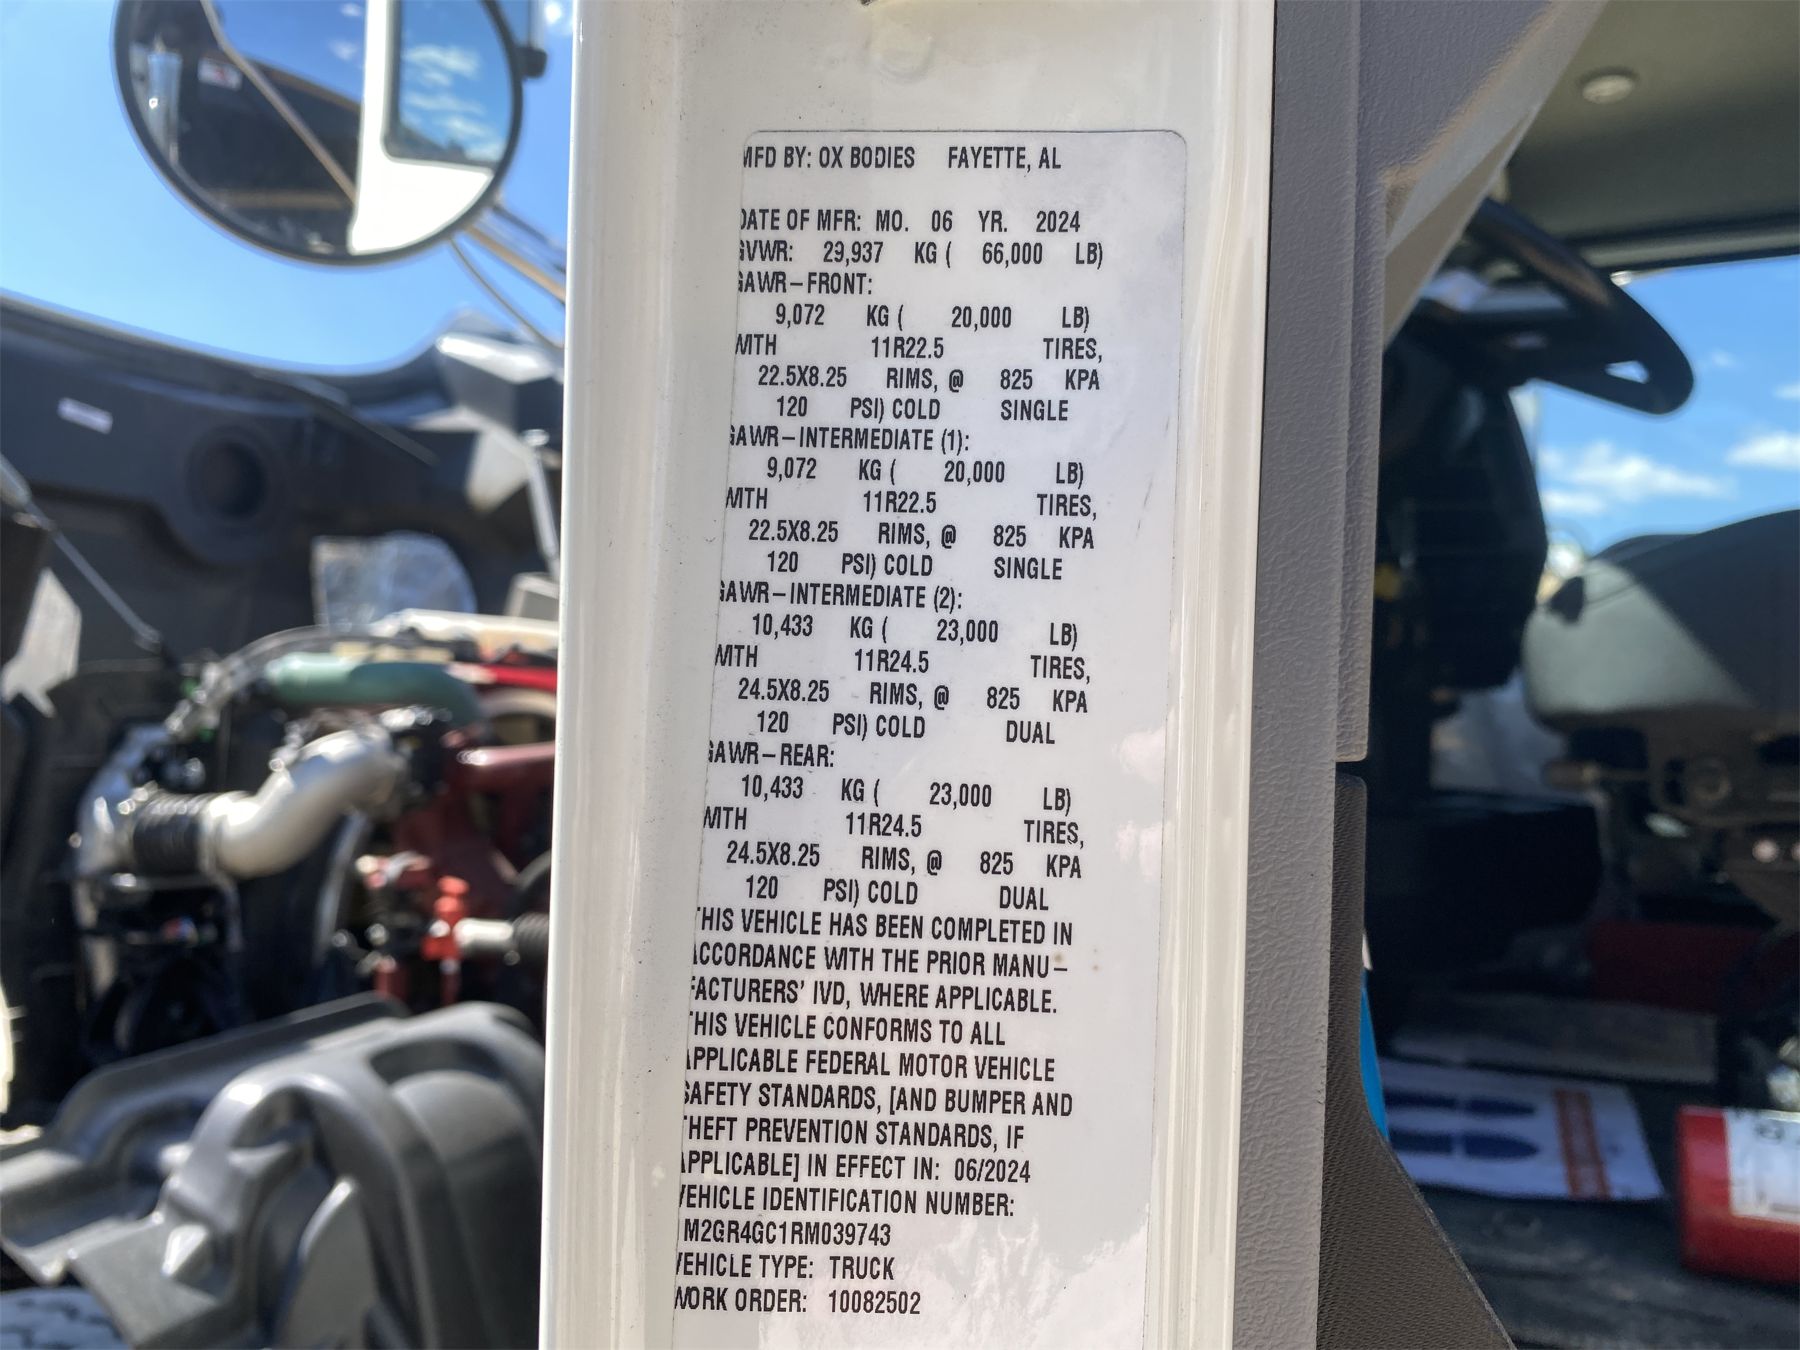 MFD BY: OX BODIES FAYETTE, AL
DATE OF MFR: MO. 06 YR. 2024
GVWR: 29,937 KG ( 66,000 LB)
GAWR-FRONT:
9,072 KG ( 20,000 LB)
WITH 11R22.5 TIRES,
22.5X8.25 RIMS, @ 825 KPA
120 PSI) COLD SINGLE
GAWR-INTERMEDIATE (1):
9,072 KG ( 20,000 LB)
WITH 11R22.5 TIRES,
22.5X8.25 RIMS, @ 825 KPA
120 PSI) COLD SINGLE
GAWR-INTERMEDIATE (2):
10,433 KG ( 23,000 LB)
WITH 11R24.5 TIRES,
24.5X8.25 RIMS, @ 825 KPA
120 PSI) COLD DUAL
GAWR-REAR:
10,433 KG ( 23,000 LB)
WITH 11R24.5 TIRES,
24.5X8.25 RIMS, @ 825 KPA
120 PSI) COLD DUAL
THIS VEHICLE HAS BEEN COMPLETED IN
ACCORDANCE WITH THE PRIOR MANU-
FACTURERS' IVD, WHERE APPLICABLE.
THIS VEHICLE CONFORMS TO ALL
APPLICABLE FEDERAL MOTOR VEHICLE
SAFETY STANDARDS, [AND BUMPER AND
THEFT PREVENTION STANDARDS, IF
APPLICABLE] IN EFFECT IN: 06/2024
VEHICLE IDENTIFICATION NUMBER:
M2GR4GC1RM039743
VEHICLE TYPE: TRUCK
WORK ORDER: 10082502